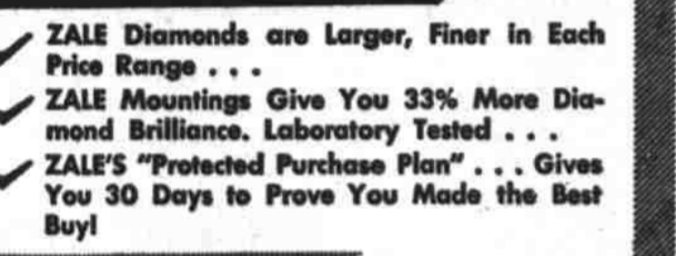 ZALE Diamonds are Larger, Finer in Each
Price Range . . .
ZALE Mountings Give You 33% More Dia-
mond Brilliance. Laboratory Tested . . .
ZALE'S "Protected Purchase Plan" . . . Gives
You 30 Days to Prove You Made the Best
Buy!